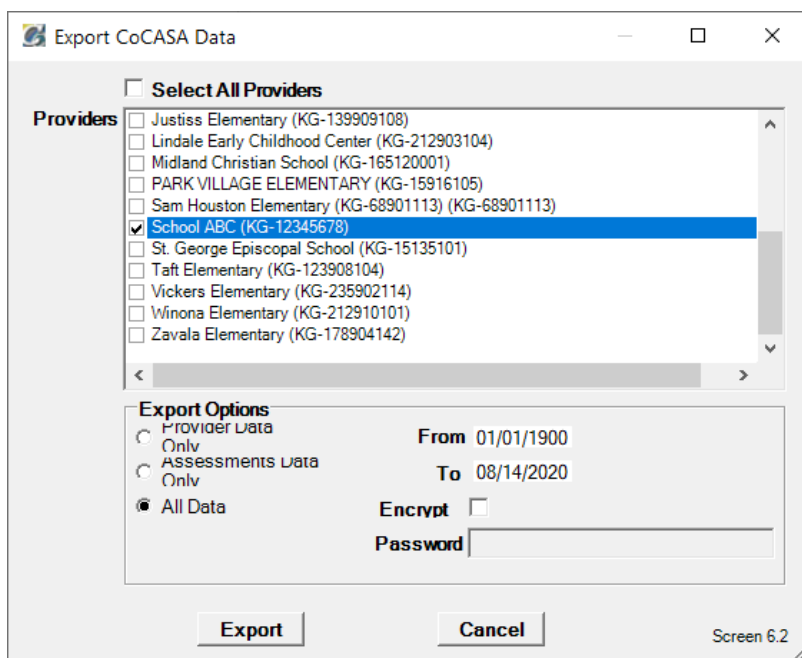 Export CoCASA Data
Select All Providers
Providers
Justiss Elementary (KG-139909108)
Lindale Early Childhood Center (KG-212903104)
Midland Christian School (KG-165120001)
PARK VILLAGE ELEMENTARY (KG-15916105)
Sam Houston Elementary (KG-68901113) (KG-68901113)
School ABC (KG-12345678)
St. George Episcopal School (KG-15135101)
Taft Elementary (KG-123908104)
Vickers Elementary (KG-235902114)
Winona Elementary (KG-212910101)
Zavala Elementary (KG-178904142)
Export Options
Provider Data
Only
From 01/01/1900
Assessments Data
Only
To 08/14/2020
All Data
Encrypt
Password
Export
Cancel
Screen 6.2